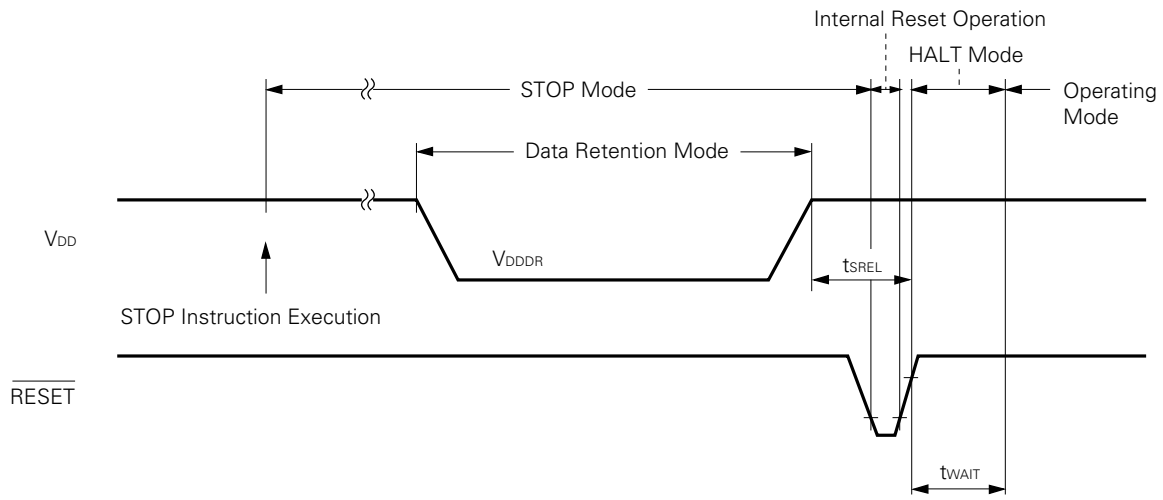 Internal Reset Operation
HALT Mode
STOP Mode
Operating
Mode
Data Retention Mode
VDD
VDDDR
tSREL
STOP Instruction Execution
RESET
tWAIT